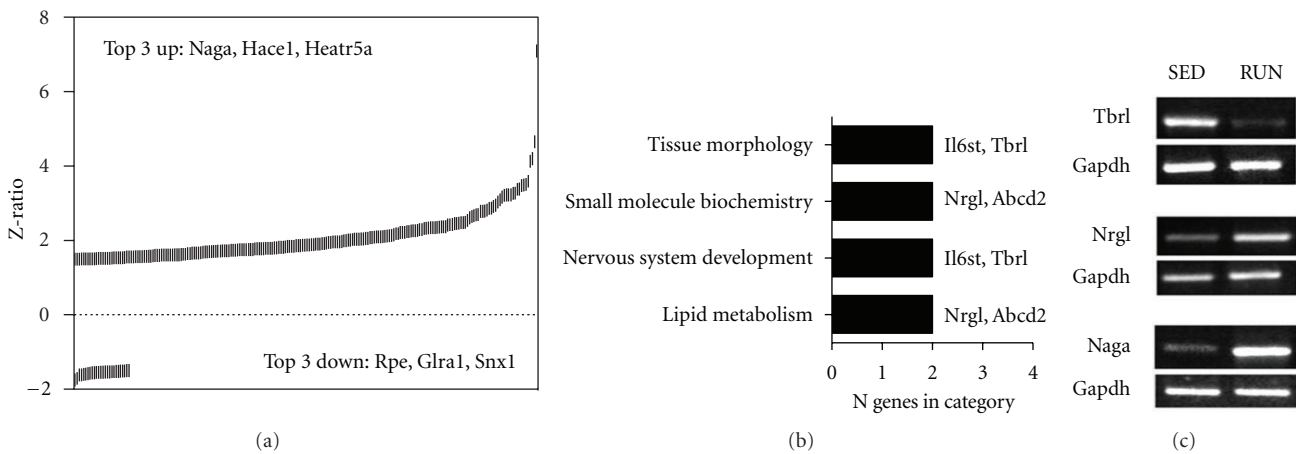 8
6
4
2
0
−2
Z-ratio
Top 3 up: Naga, Hace1, Heatr5a
Top 3 down: Rpe, Glra1, Snx1
(a)
Tissue morphology
Il6st, Tbrl
Small molecule biochemistry
Nrgl, Abcd2
Nervous system development
Il6st, Tbrl
Lipid metabolism
Nrgl, Abcd2
0 1 2 3 4
N genes in category
(b)
SED RUN
Tbrl
Gapdh
Nrgl
Gapdh
Naga
Gapdh
(c)